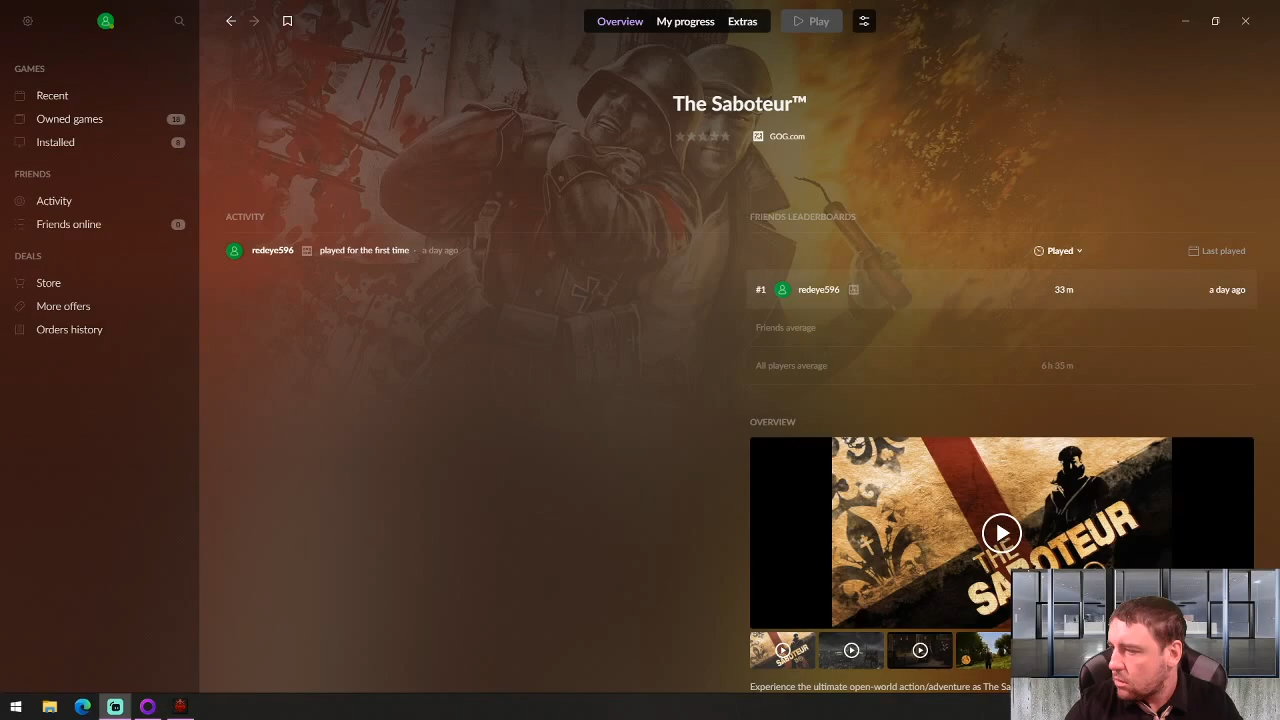 Overview My progress Extras Play
GAMES
Recent
Owned games 18
Installed 8
FRIENDS
Activity
Friends online 0
DEALS
Store
More offers
Orders history
The Saboteur™
GOG.com
ACTIVITY
redeye596 played for the first time · a day ago
FRIENDS LEADERBOARDS
Played Last played
#1 redeye596 33 m a day ago
Friends average
All players average 6 h 35 m
OVERVIEW
THE
SABOTEUR
SABOTEUR
Experience the ultimate open-world action/adventure as The Sa